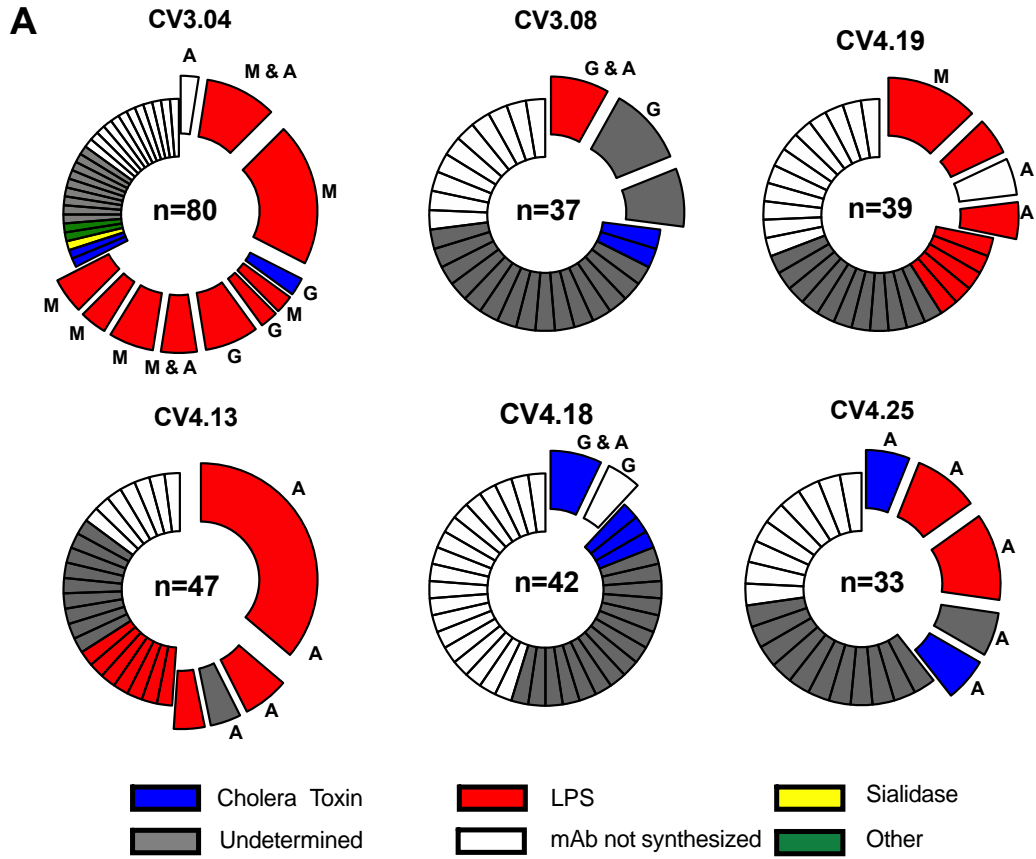 A
CV3.04
A
M & A
M
G
M
G
G
M & A
M
M
M
n=80
CV3.08
G & A
G
n=37
CV4.19
M
A
A
n=39
CV4.13
A
A
A
A
n=47
CV4.18
G & A
G
n=42
CV4.25
A
A
A
A
A
n=33
Cholera Toxin
LPS
Sialidase
Undetermined
mAb not synthesized
Other